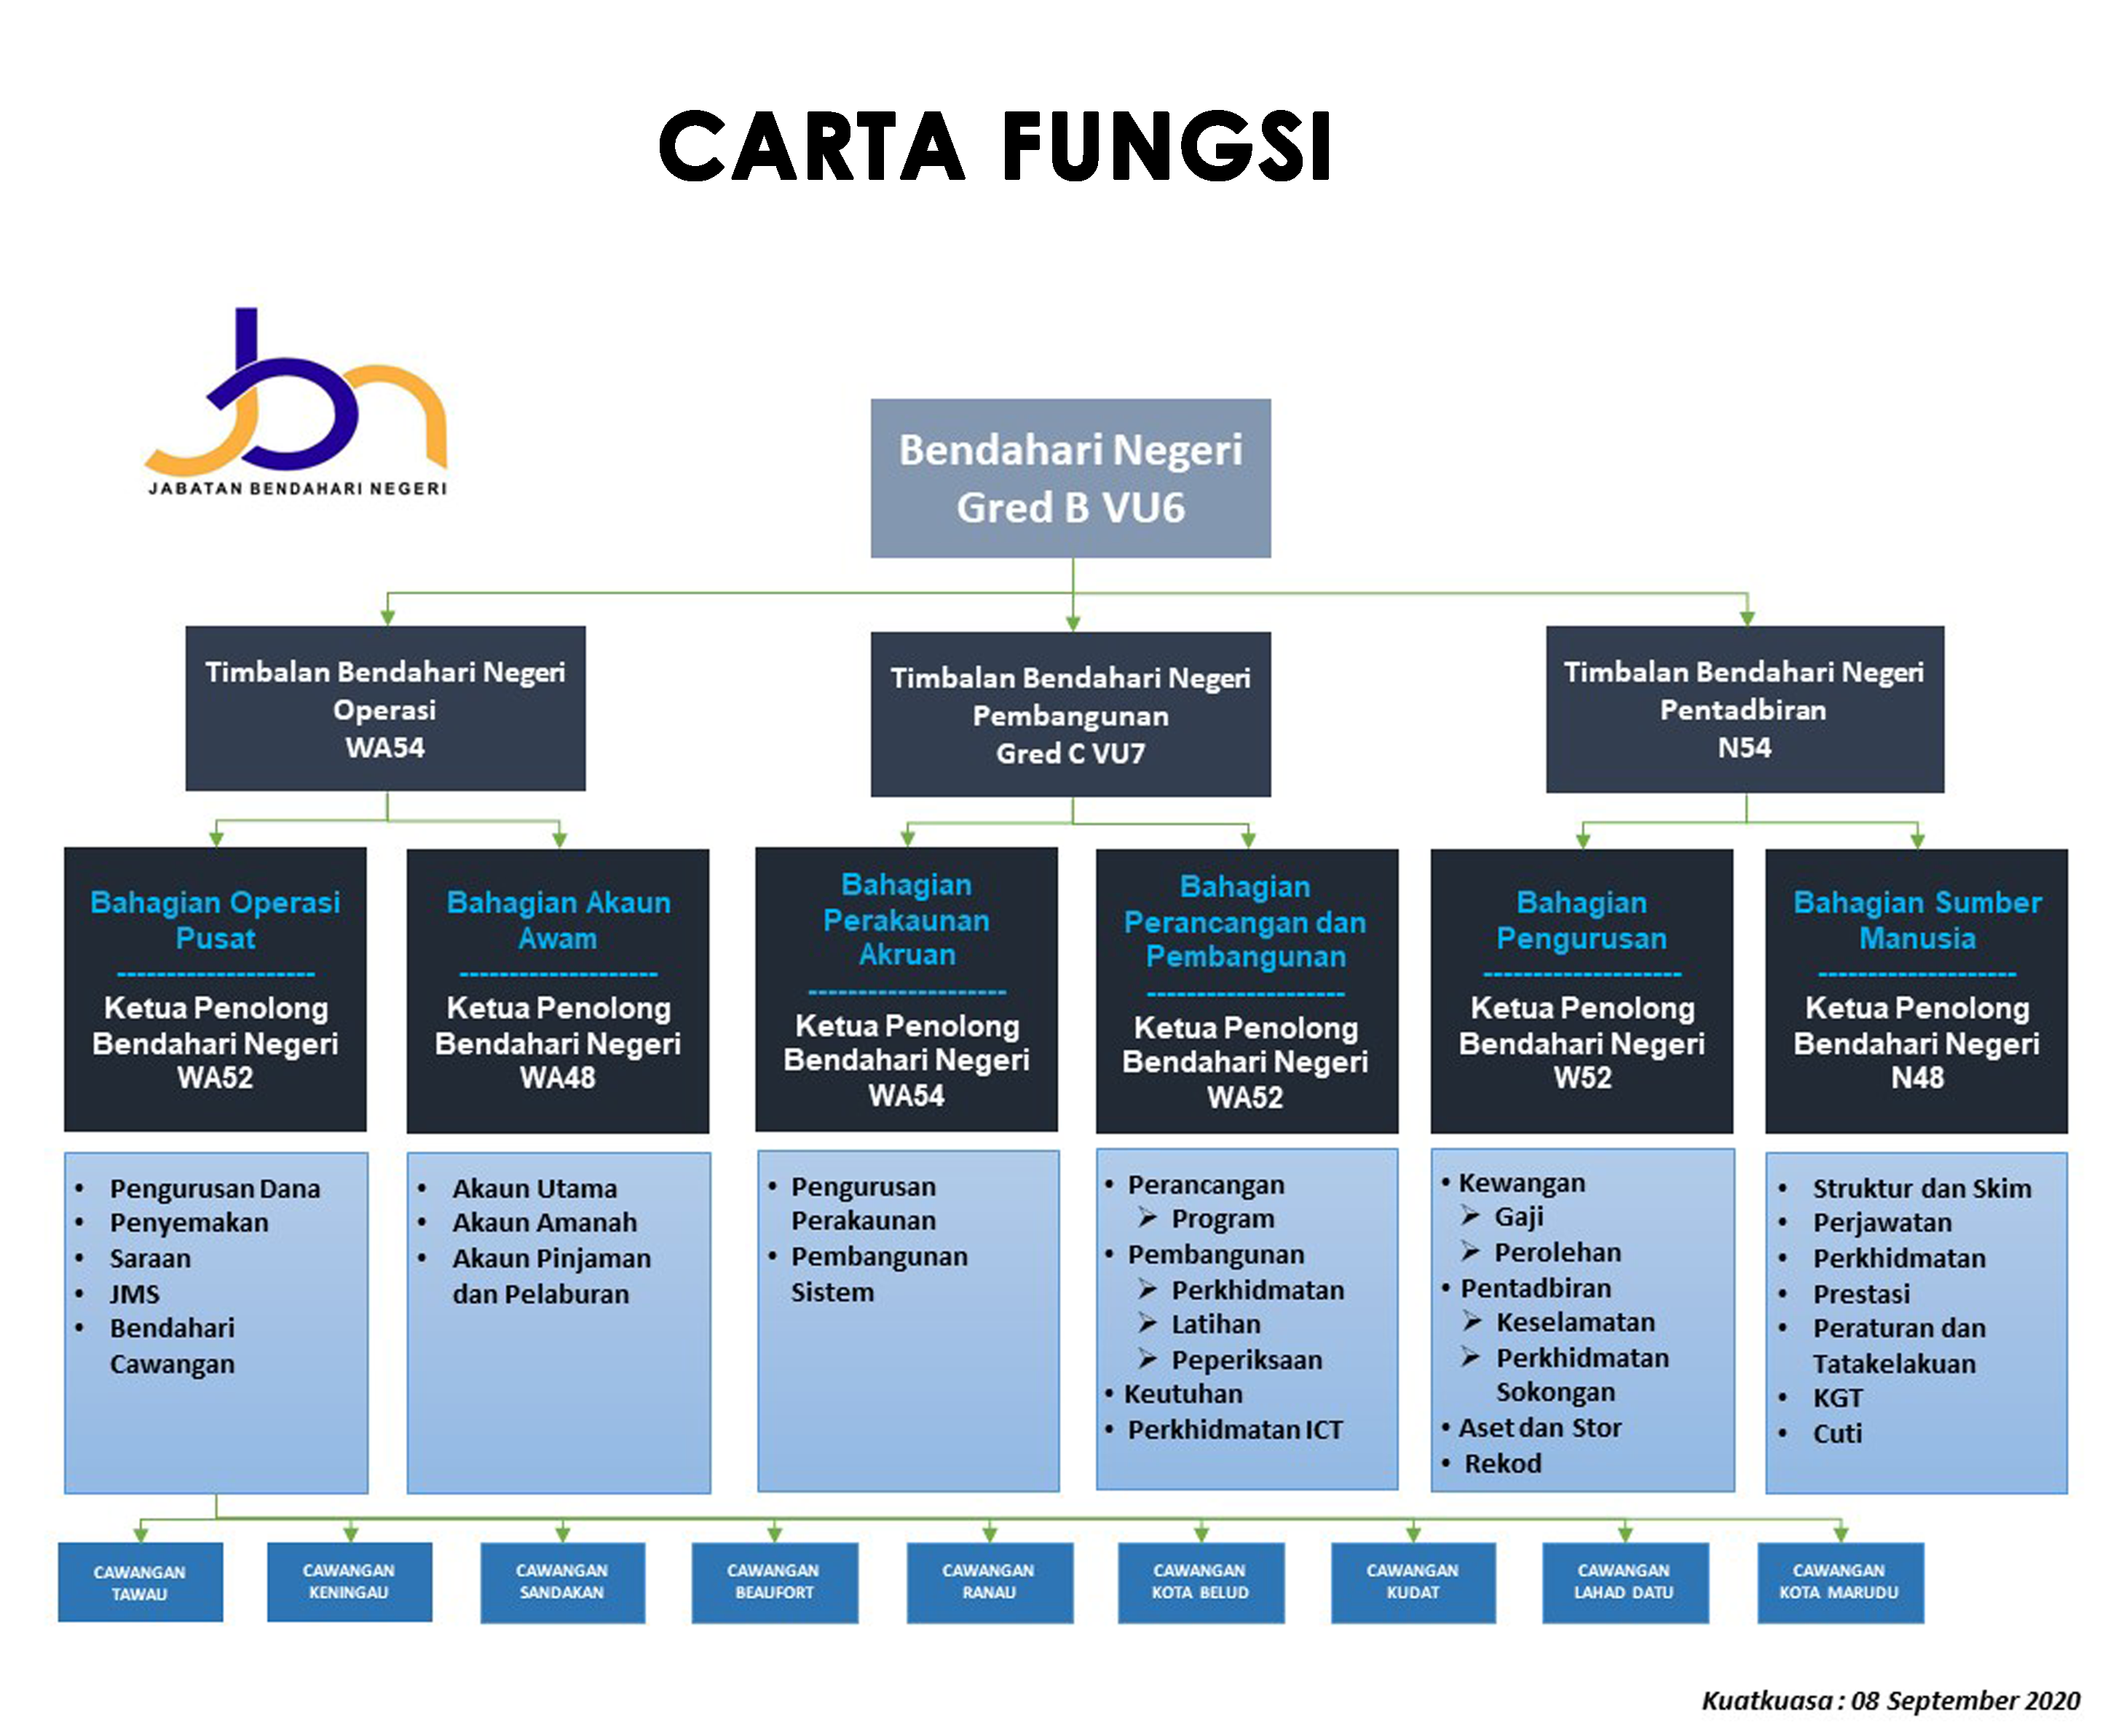 CARTA FUNGSI
JABATAN BENDAHARI NEGERI
Bendahari Negeri
Gred B VU6
Timbalan Bendahari Negeri
Operasi
WA54
Timbalan Bendahari Negeri
Pembangunan
Gred C VU7
Timbalan Bendahari Negeri
Pentadbiran
N54
Bahagian Operasi
Pusat
--------------------
Ketua Penolong
Bendahari Negeri
WA52
Bahagian Akaun
Awam
--------------------
Ketua Penolong
Bendahari Negeri
WA48
Bahagian
Perakaunan
Akruan
--------------------
Ketua Penolong
Bendahari Negeri
WA54
Bahagian
Perancangan dan
Pembangunan
--------------------
Ketua Penolong
Bendahari Negeri
WA52
Bahagian
Pengurusan
--------------------
Ketua Penolong
Bendahari Negeri
W52
Bahagian Sumber
Manusia
--------------------
Ketua Penolong
Bendahari Negeri
N48
• Pengurusan Dana
• Penyemakan
• Saraan
• JMS
• Bendahari
Cawangan
• Akaun Utama
• Akaun Amanah
• Akaun Pinjaman
dan Pelaburan
• Pengurusan
Perakaunan
• Pembangunan
Sistem
• Perancangan
➢ Program
• Pembangunan
➢ Perkhidmatan
➢ Latihan
➢ Peperiksaan
• Keutuhan
• Perkhidmatan ICT
• Kewangan
➢ Gaji
➢ Perolehan
• Pentadbiran
➢ Keselamatan
➢ Perkhidmatan
Sokongan
• Aset dan Stor
• Rekod
• Struktur dan Skim
• Perjawatan
• Perkhidmatan
• Prestasi
• Peraturan dan
Tatakelakuan
• KGT
• Cuti
CAWANGAN
TAWAU
CAWANGAN
KENINGAU
CAWANGAN
SANDAKAN
CAWANGAN
BEAUFORT
CAWANGAN
RANAU
CAWANGAN
KOTA BELUD
CAWANGAN
KUDAT
CAWANGAN
LAHAD DATU
CAWANGAN
KOTA MARUDU
Kuatkuasa : 08 September 2020